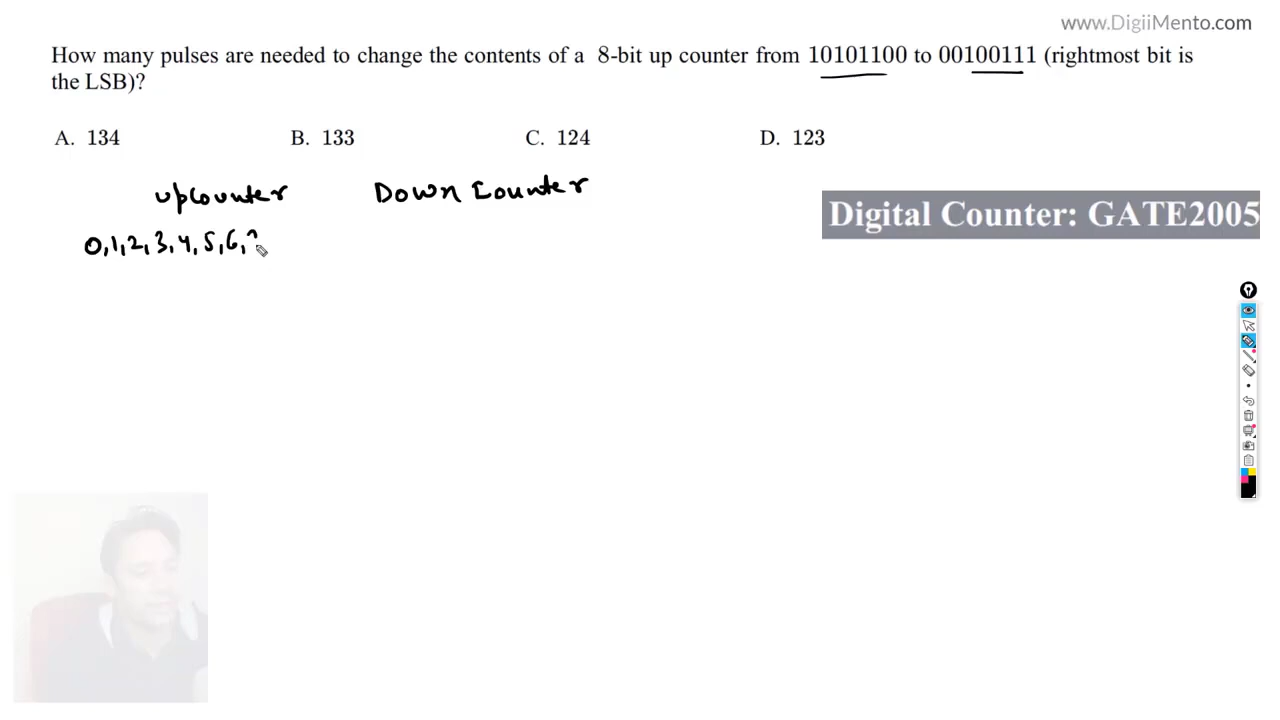 www.DigiiMento.com
How many pulses are needed to change the contents of a 8-bit up counter from 10101100 to 00100111 (rightmost bit is
the LSB)?
A. 134 B. 133 C. 124 D. 123
upcounter Down Counter
Digital Counter: GATE2005
0,1,2,3,4,5,6,